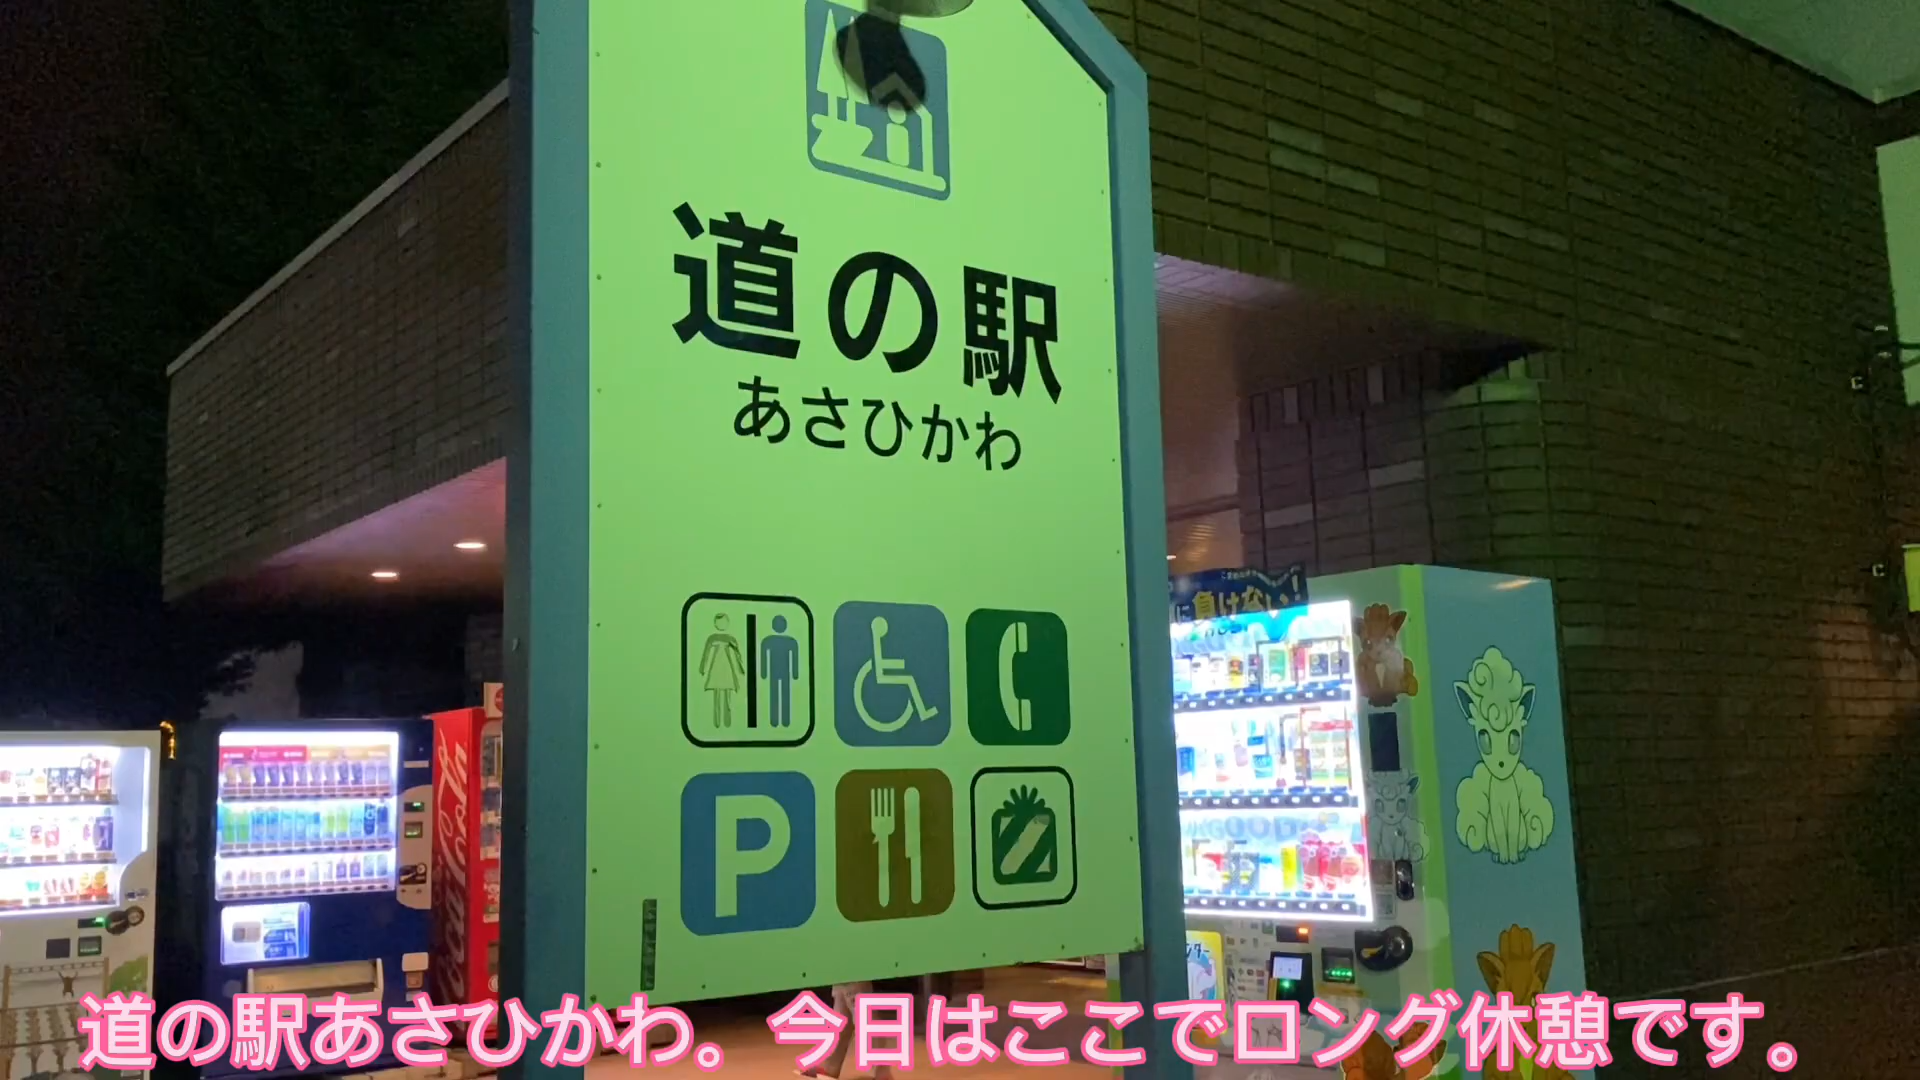 道の駅
あさひかわ
P
に負けない!
Coca-Cola
道の駅あさひかわ。今日はここでロング休憩です。